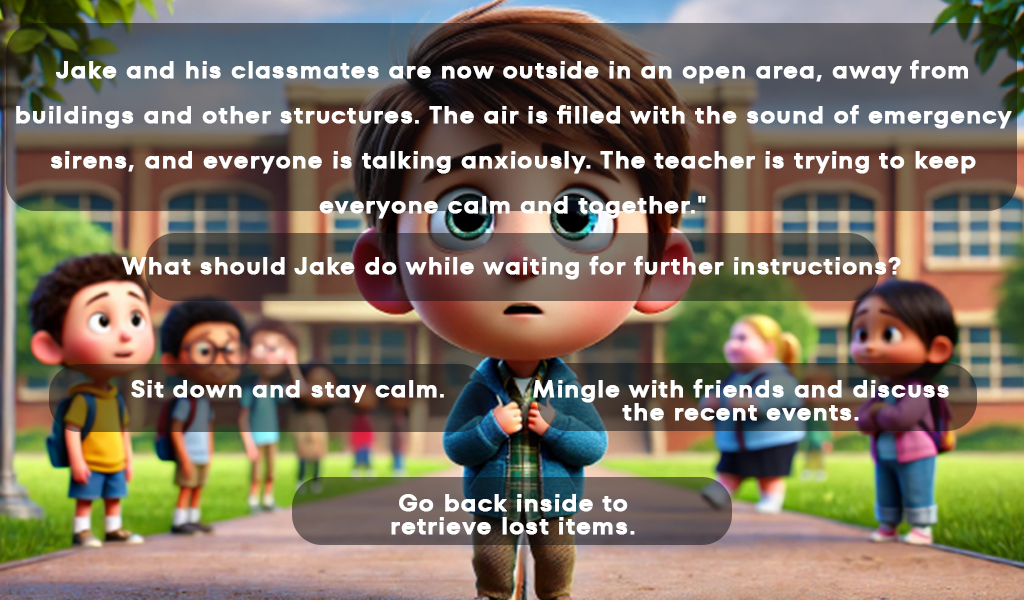 Jake and his classmates are now outside in an open area, away from
buildings and other structures. The air is filled with the sound of emergency
sirens, and everyone is talking anxiously. The teacher is trying to keep
everyone calm and together."
What should Jake do while waiting for further instructions?
Sit down and stay calm.
Mingle with friends and discuss
the recent events.
Go back inside to
retrieve lost items.